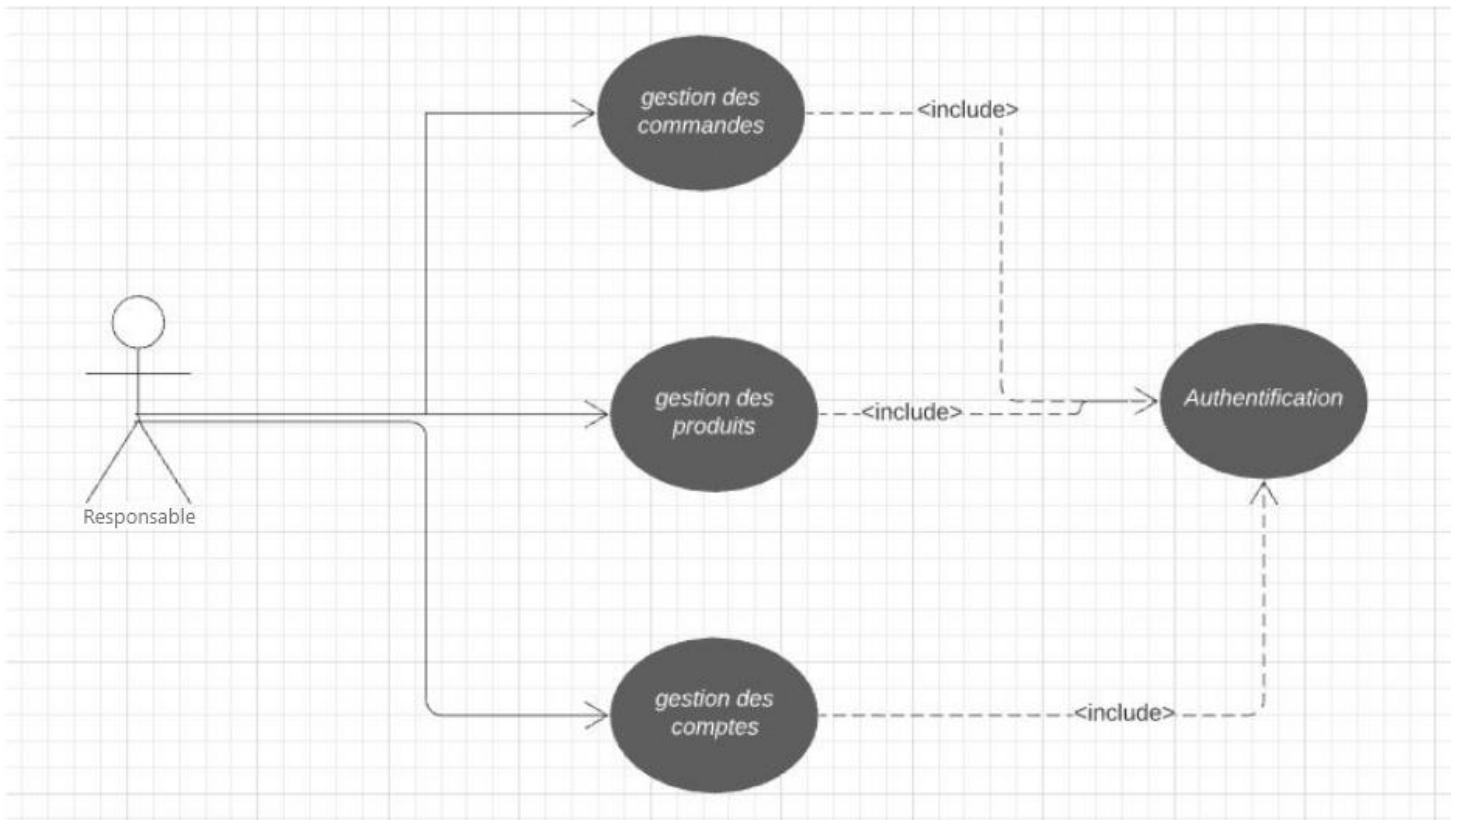 gestion des
commandes
<include>
gestion des
produits
<include>
Authentification
Responsable
gestion des
comptes
<include>